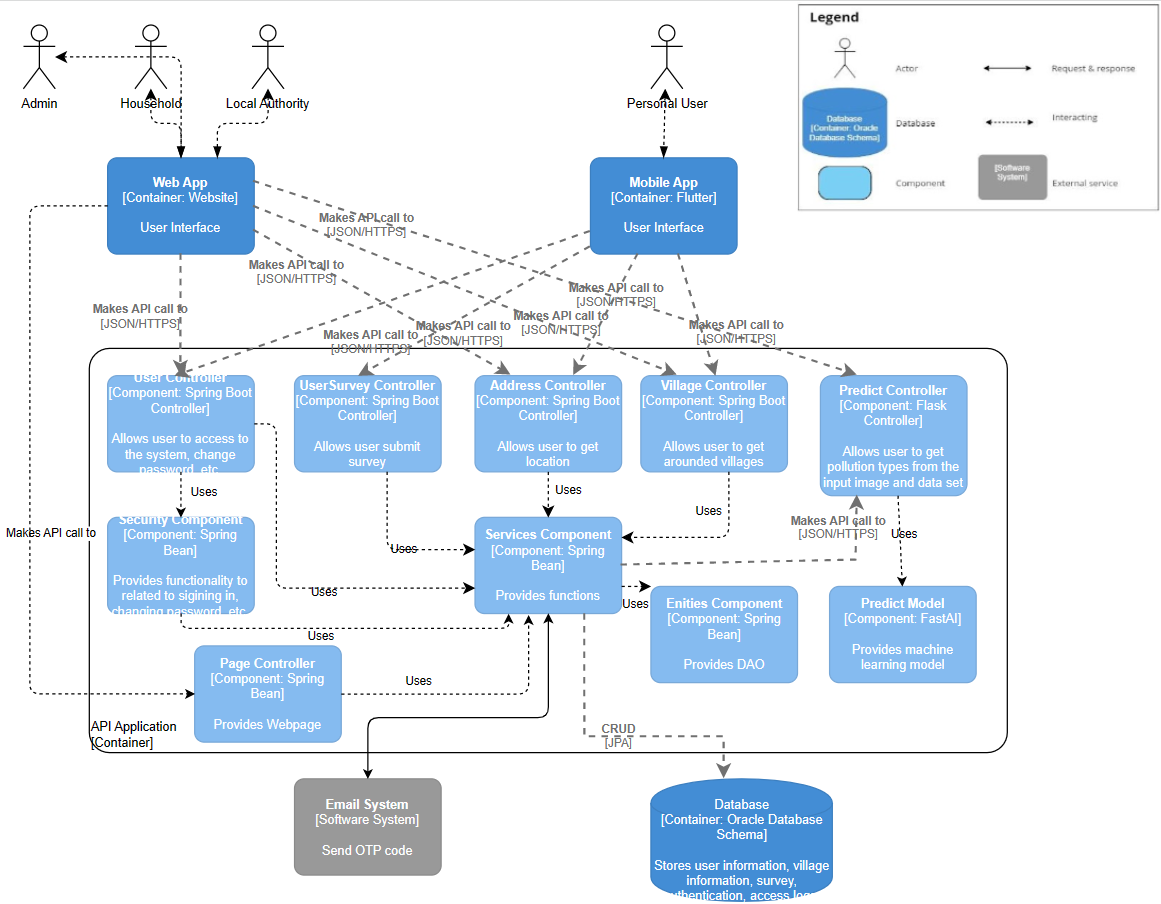 Legend
Actor
Request & response
Database
[Container: Oracle
Database Schema]
Database
Interacting
Component
[Software
System]
External service
Admin
Household
Local Authority
Personal User
Web App
[Container: Website]
User Interface
Mobile App
[Container: Flutter]
User Interface
Makes API call to
[JSON/HTTPS]
Makes API call to
[JSON/HTTPS]
Makes API call to
[JSON/HTTPS]
Makes API call to
[JSON/HTTPS]
Makes API call to
[JSON/HTTPS]
Makes API call to
[JSON/HTTPS]
Makes API call to
[JSON/HTTPS]
Makes API call to
[JSON/HTTPS]
User Controller
[Component: Spring Boot
Controller]
Allows user to access to
the system, change
password, etc
UserSurvey Controller
[Component: Spring Boot
Controller]
Allows user submit
survey
Address Controller
[Component: Spring Boot
Controller]
Allows user to get
location
Village Controller
[Component: Spring Boot
Controller]
Allows user to get
arounded villages
Predict Controller
[Component: Flask
Controller]
Allows user to get
pollution types from the
input image and data set
Uses
Uses
Uses
Makes API call to
[JSON/HTTPS]
Uses
Makes API call to
Security Component
[Component: Spring
Bean]
Provides functionality to
related to sigining in,
changing password, etc
Uses
Uses
Services Component
[Component: Spring
Bean]
Provides functions
Uses
Enities Component
[Component: Spring
Bean]
Provides DAO
Predict Model
[Component: FastAI]
Provides machine
learning model
Uses
Page Controller
[Component: Spring
Bean]
Provides Webpage
Uses
API Application
[Container]
CRUD
[JPA]
Email System
[Software System]
Send OTP code
Database
[Container: Oracle Database
Schema]
Stores user information, village
information, survey,
authentication, access logs